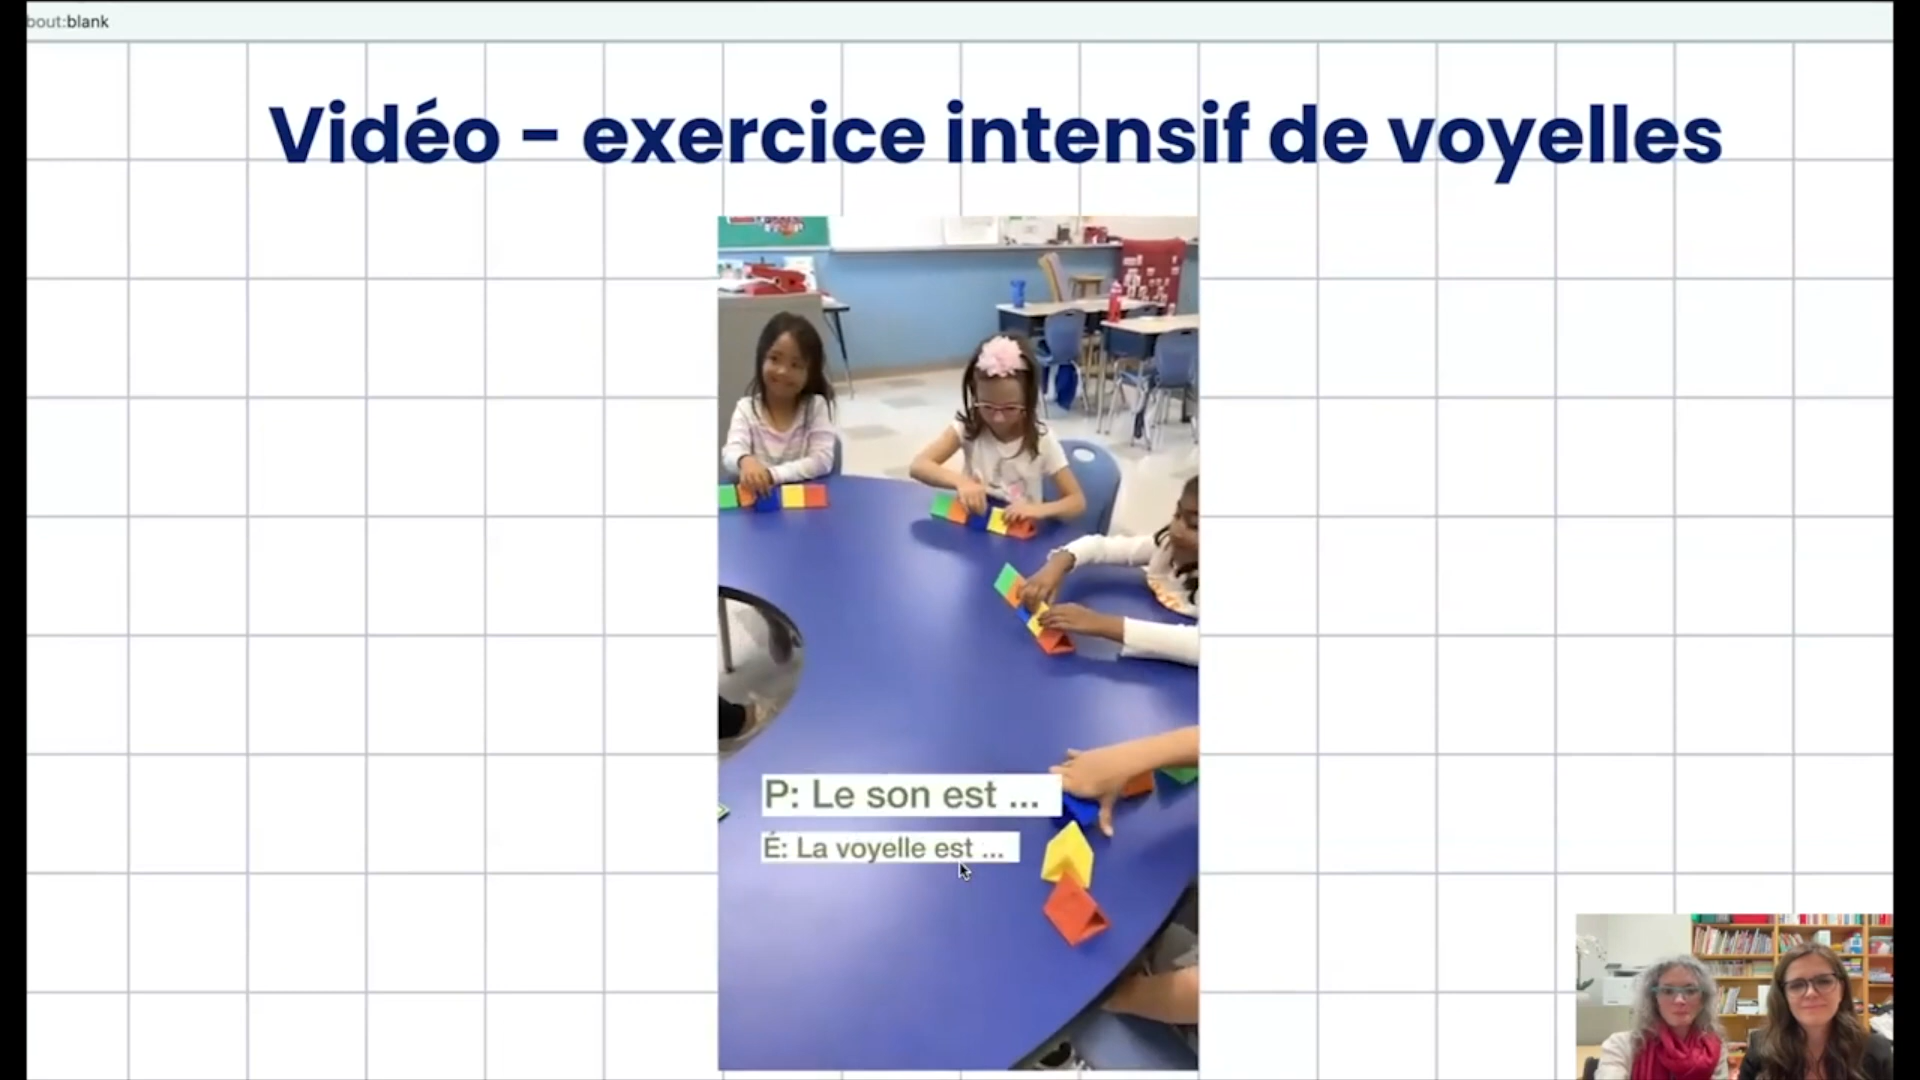 bout:blank
Vidéo - exercice intensif de voyelles
P: Le son est ...
É: La voyelle est ...